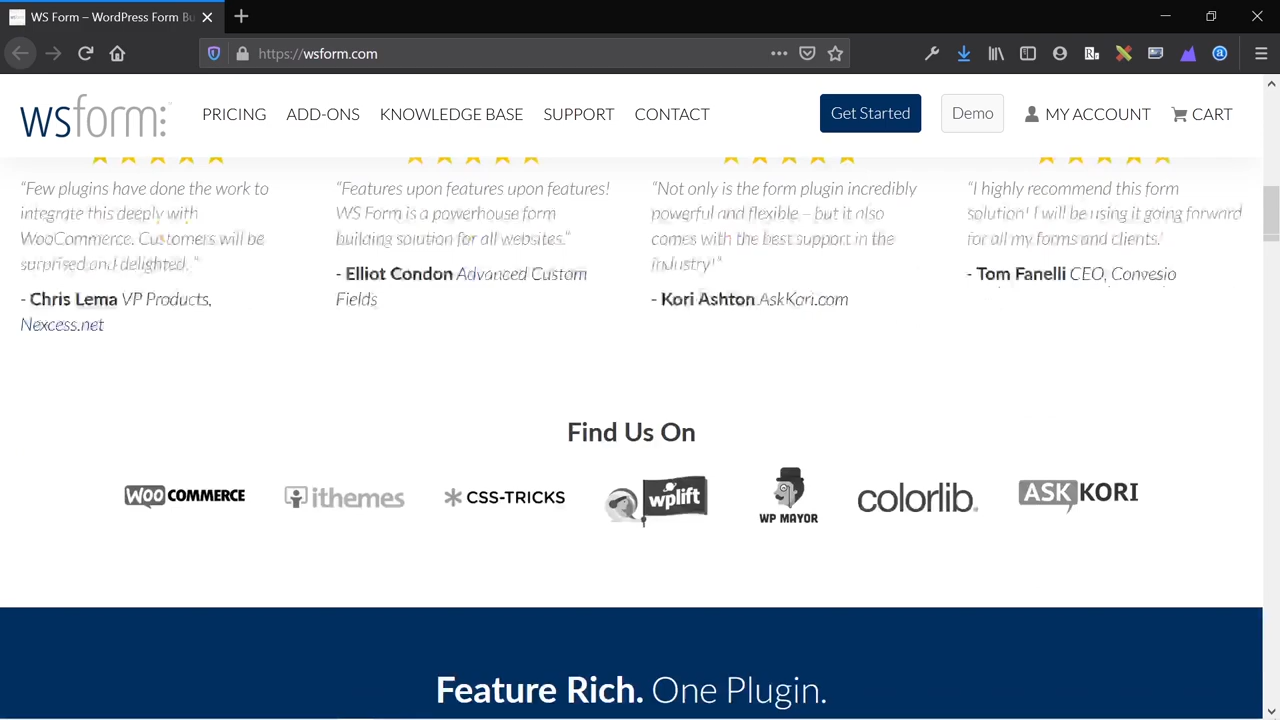 WS Form – WordPress Form Bu
https://wsform.com
wsform:
PRICING
ADD-ONS
KNOWLEDGE BASE
SUPPORT
CONTACT
Get Started
Demo
MY ACCOUNT
CART
“Few plugins have done the work to
integrate this deeply with
WooCommerce. Customers will be
surprised and delighted. ”
- Chris Lema VP Products,
Nexcess.net
“Features upon features upon features!
WS Form is a powerhouse form
building solution for all websites.“
- Elliot Condon Advanced Custom
Fields
“Not only is the form plugin incredibly
powerful and flexible – but it also
comes with the best support in the
industry“
- Kori Ashton AskKori.com
“I highly recommend this form
solution! I will be using it going forward
for all my forms and clients.“
- Tom Fanelli CEO, Convesio
Find Us On
WOO COMMERCE
ithemes
CSS-TRICKS
wplift
WP MAYOR
colorlib.
ASK KORI
Feature Rich. One Plugin.